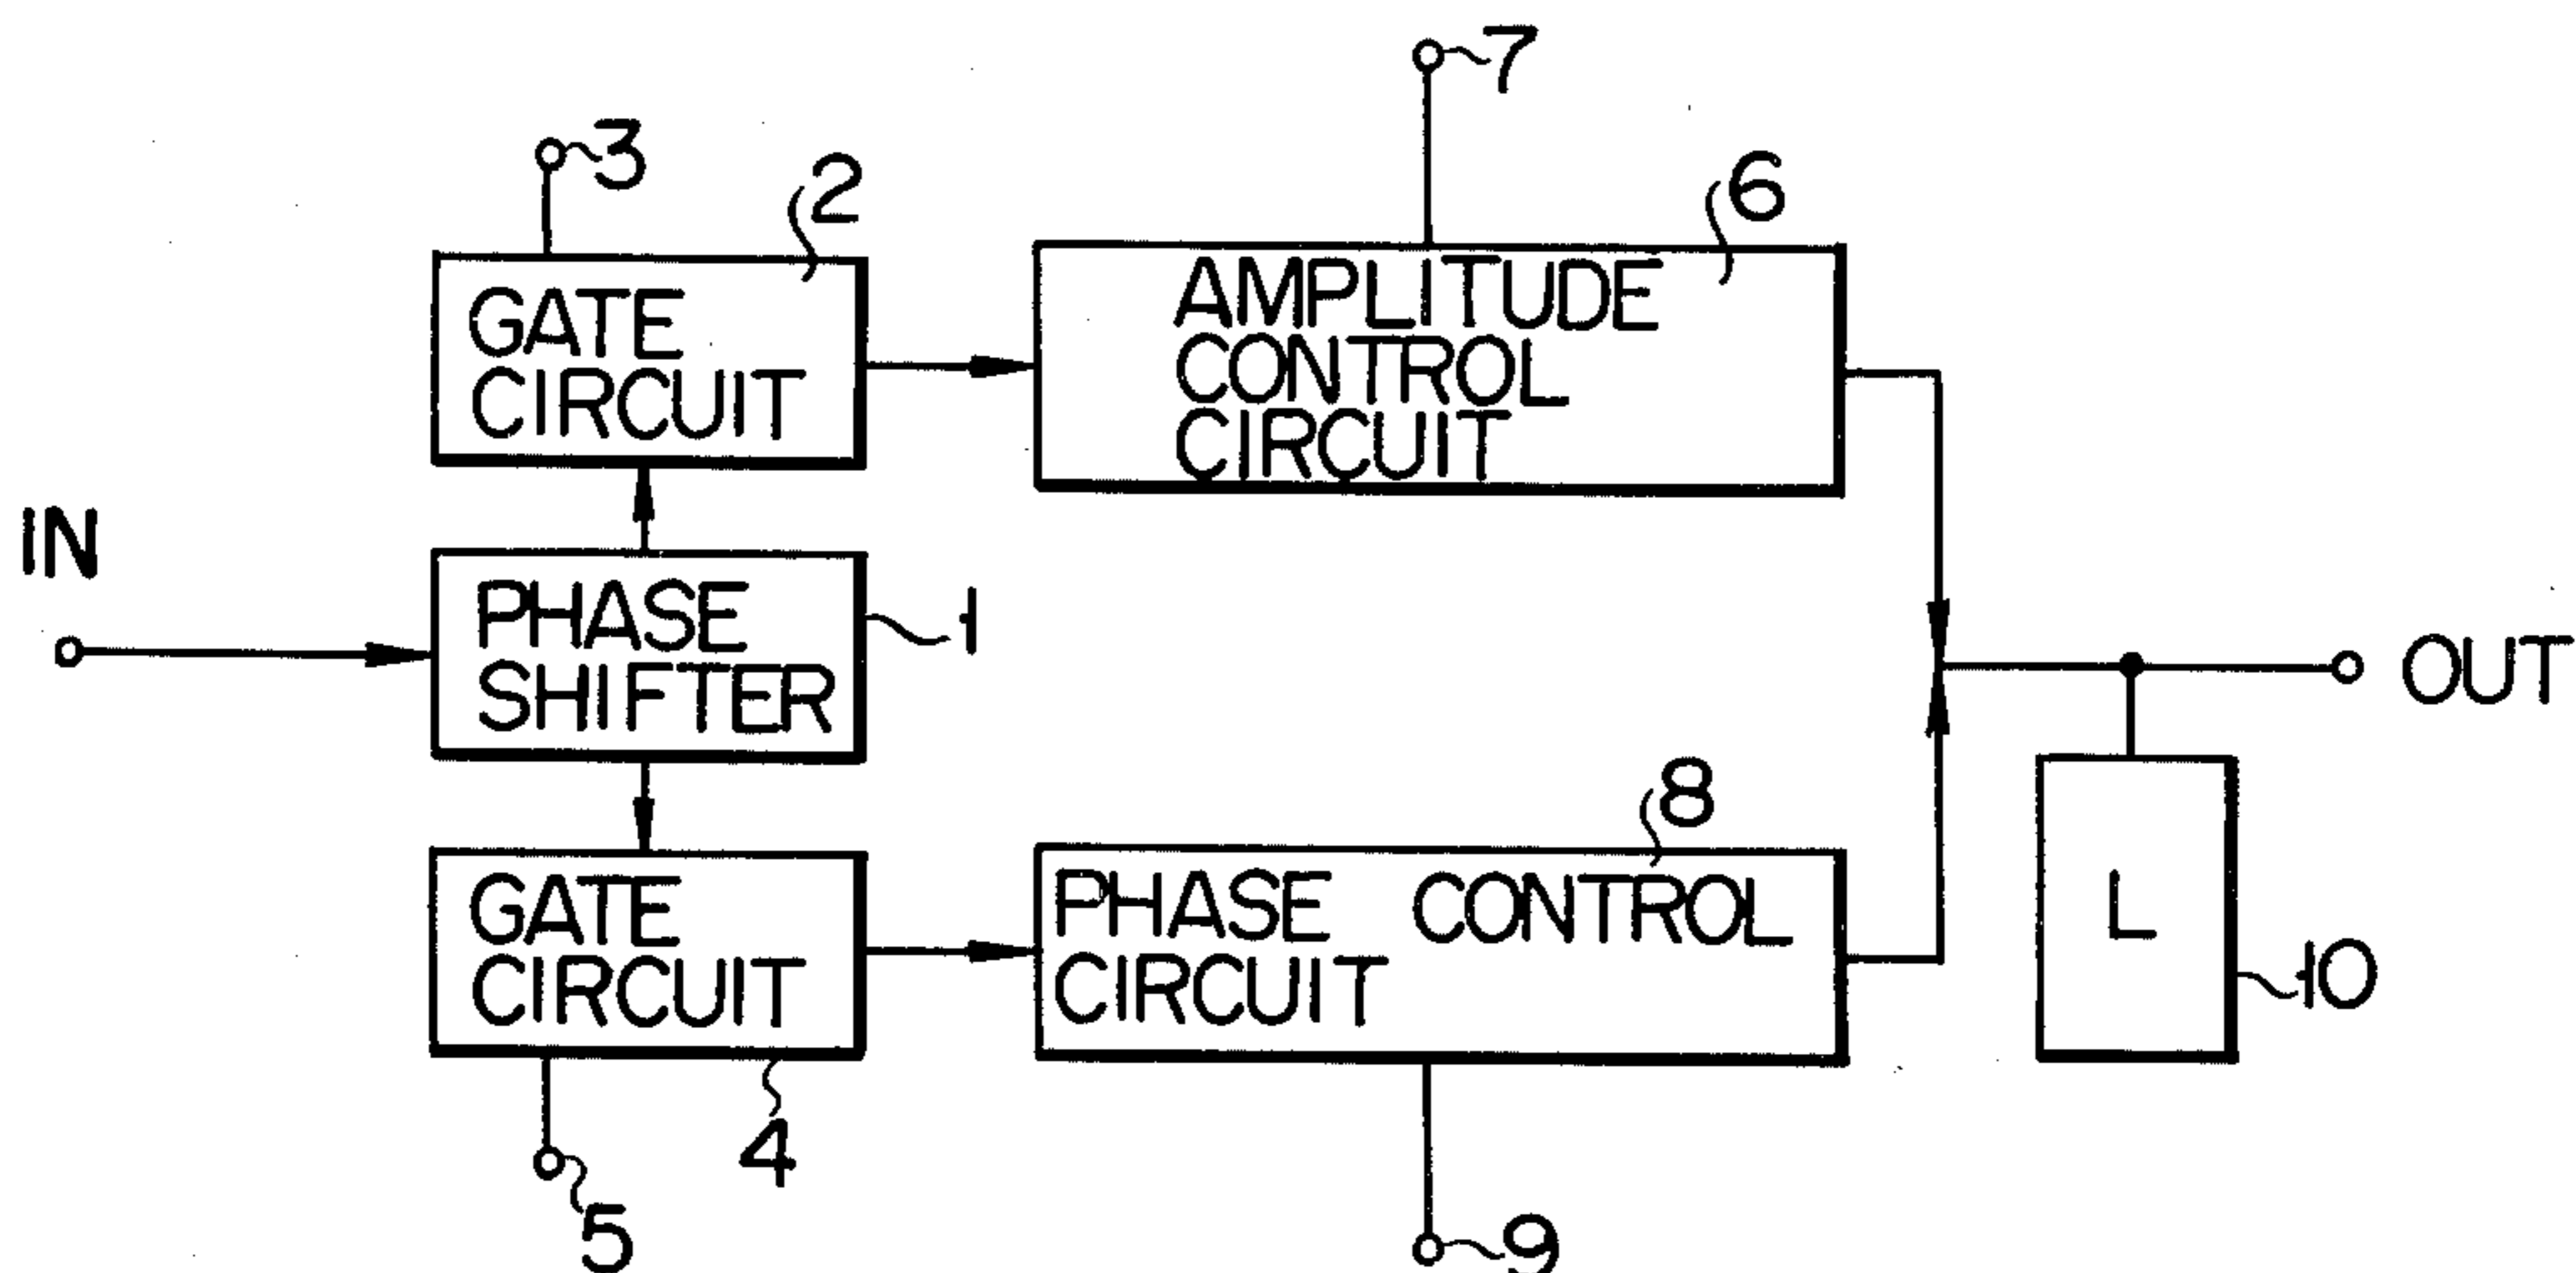 7
3
2
6
GATE
CIRCUIT
AMPLITUDE
CONTROL
CIRCUIT
IN
PHASE
SHIFTER
1
OUT
8
GATE
CIRCUIT
PHASE CONTROL
CIRCUIT
L
10
4
5
9